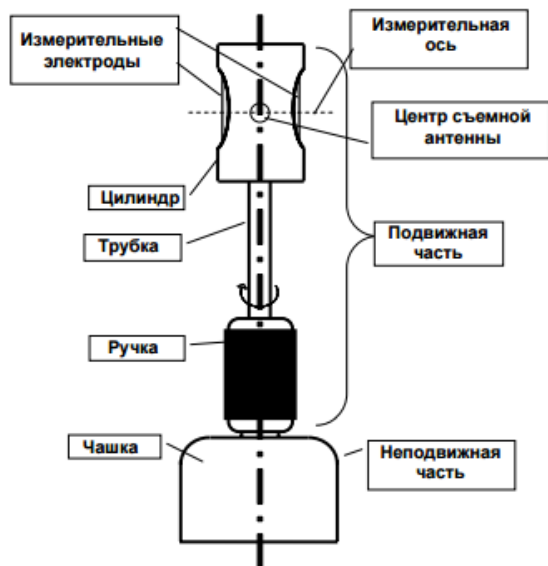 Измерительные
электроды
Измерительная
ось
Центр съемной
антенны
Цилиндр
Трубка
Подвижная
часть
Ручка
Чашка
Неподвижная
часть